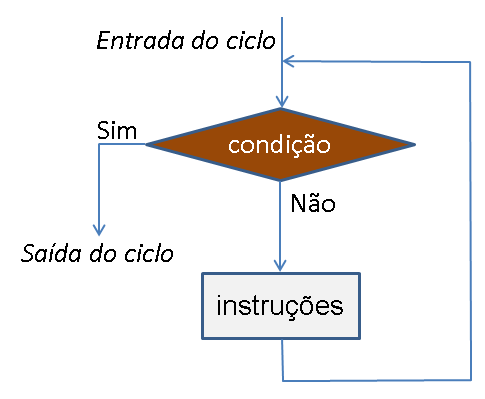 Entrada do ciclo
Sim
condição
Não
Saída do ciclo
instruções